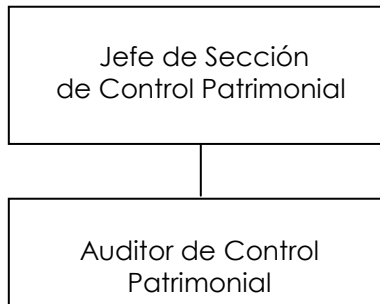 Jefe de Sección
de Control Patrimonial
Auditor de Control
Patrimonial